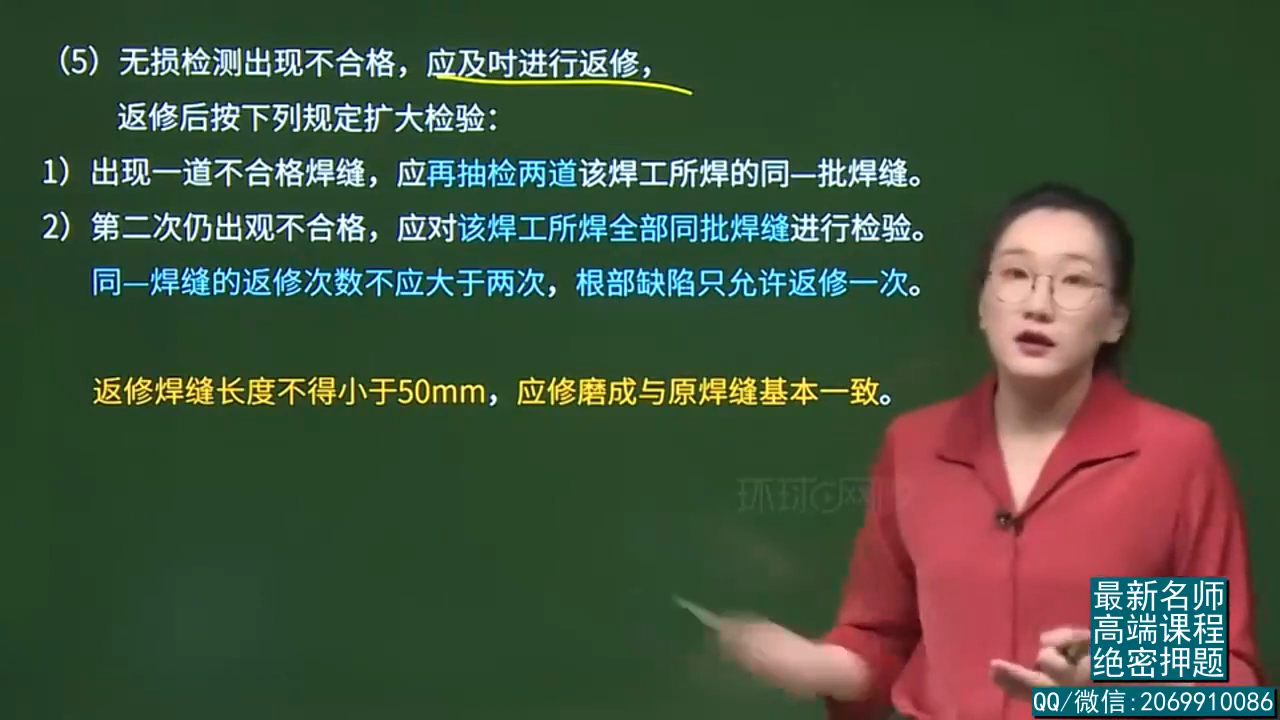 （5）无损检测出现不合格，应及吋进行返修，
返修后按下列规定扩大检验：
1）出现一道不合格焊缝，应再抽检两道该焊工所焊的同—批焊缝。
2）第二次仍出观不合格，应对该焊工所焊全部同批焊缝进行检验。
同—焊缝的返修次数不应大于两次，根部缺陷只允许返修一次。
返修焊缝长度不得小于50mm，应修磨成与原焊缝基本一致。
最新名师
高端课程
绝密押题
QQ/微信:2069910086